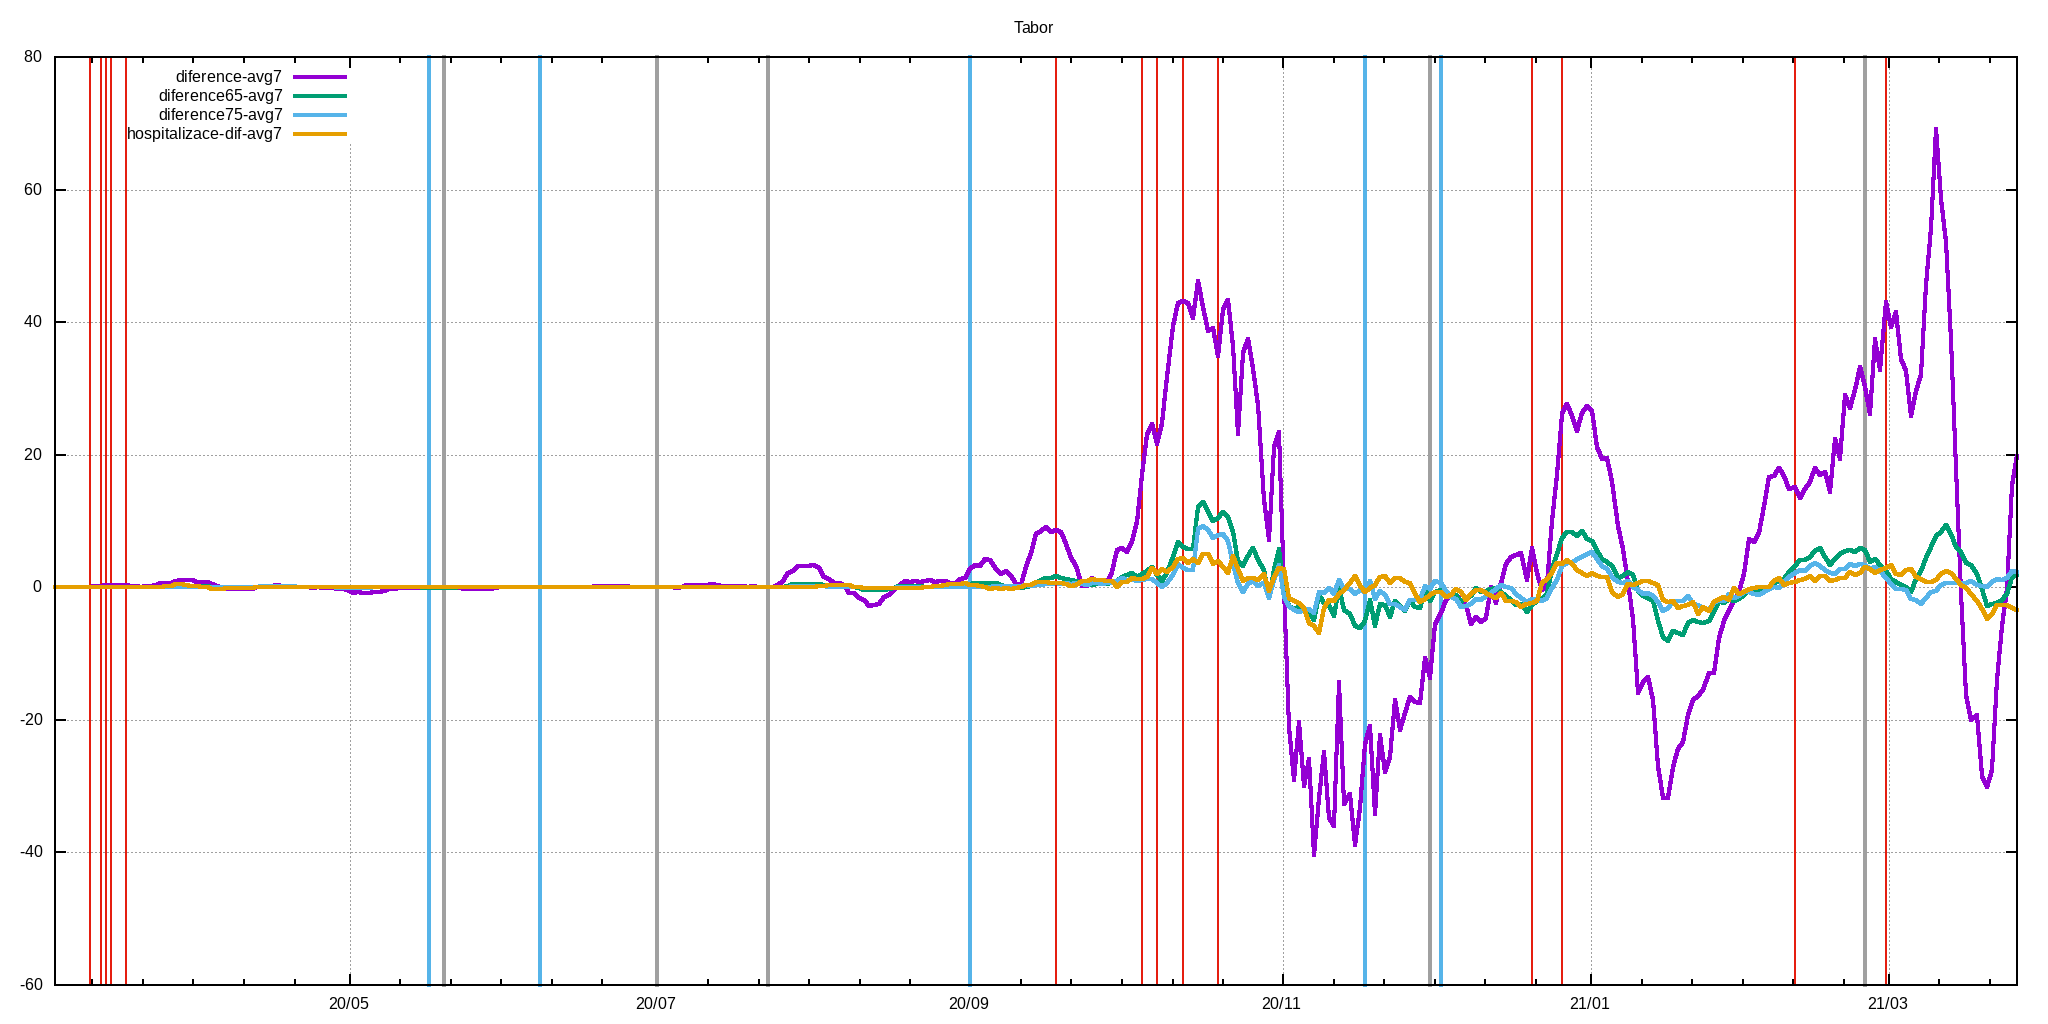 Tabor
80
diference-avg7
diference65-avg7
diference75-avg7
hospitalizace-dif-avg7
60
40
20
0
-20
-40
-60
20/05 20/07 20/09 20/11 21/01 21/03